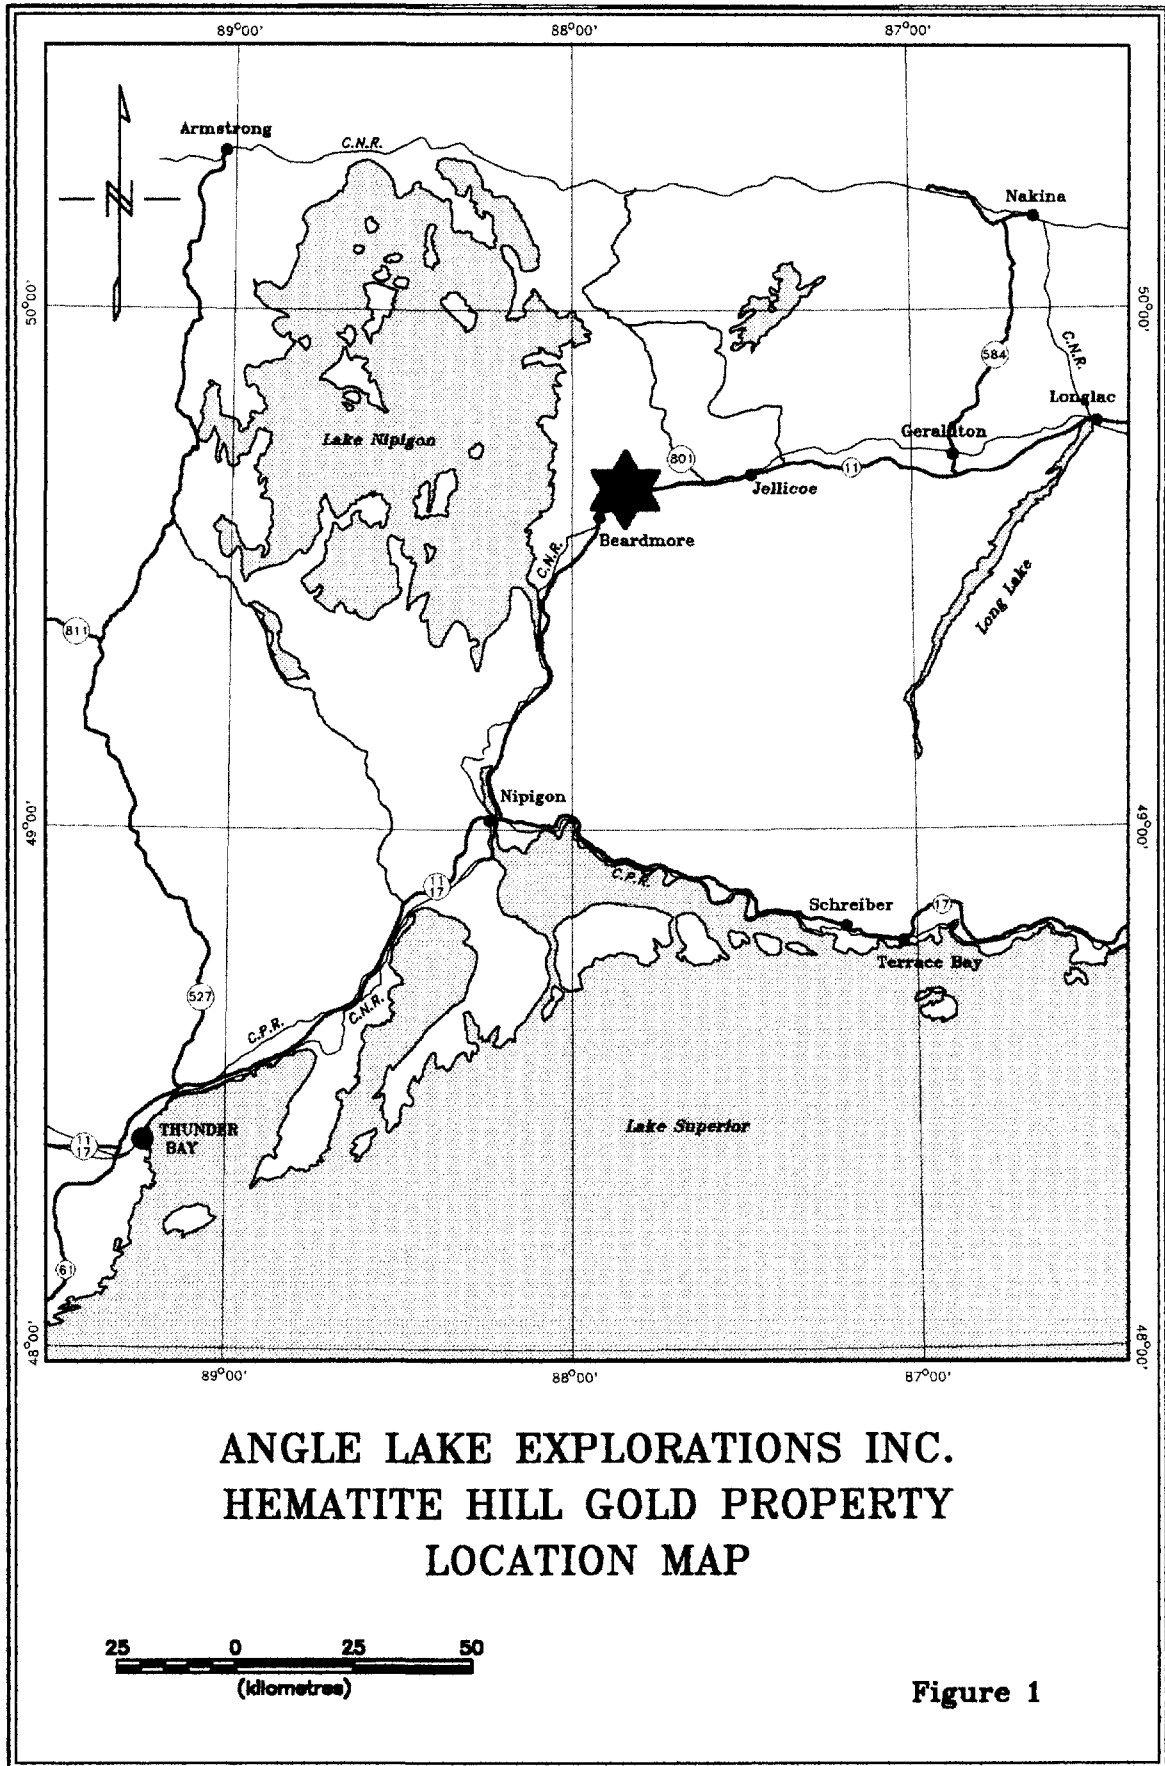 89°00'
88°00'
87°00'
Armstrong
C.N.R.
N
Nakina
50°00'
50°00'
584
C.N.R.
Longlac
Geraldton
Lake Nipigon
801
11
Jellicoe
Beardmore
C.N.R.
Long Lake
811
Nipigon
49°00'
49°00'
11
17
C.P.R.
Schreiber
17
Terrace Bay
527
C.P.R.
C.N.R.
Lake Superior
THUNDER
BAY
11
17
61
48°00'
48°00'
89°00'
88°00'
87°00'
ANGLE LAKE EXPLORATIONS INC.
HEMATITE HILL GOLD PROPERTY
LOCATION MAP
25 0 25 50
(kilometres)
Figure 1